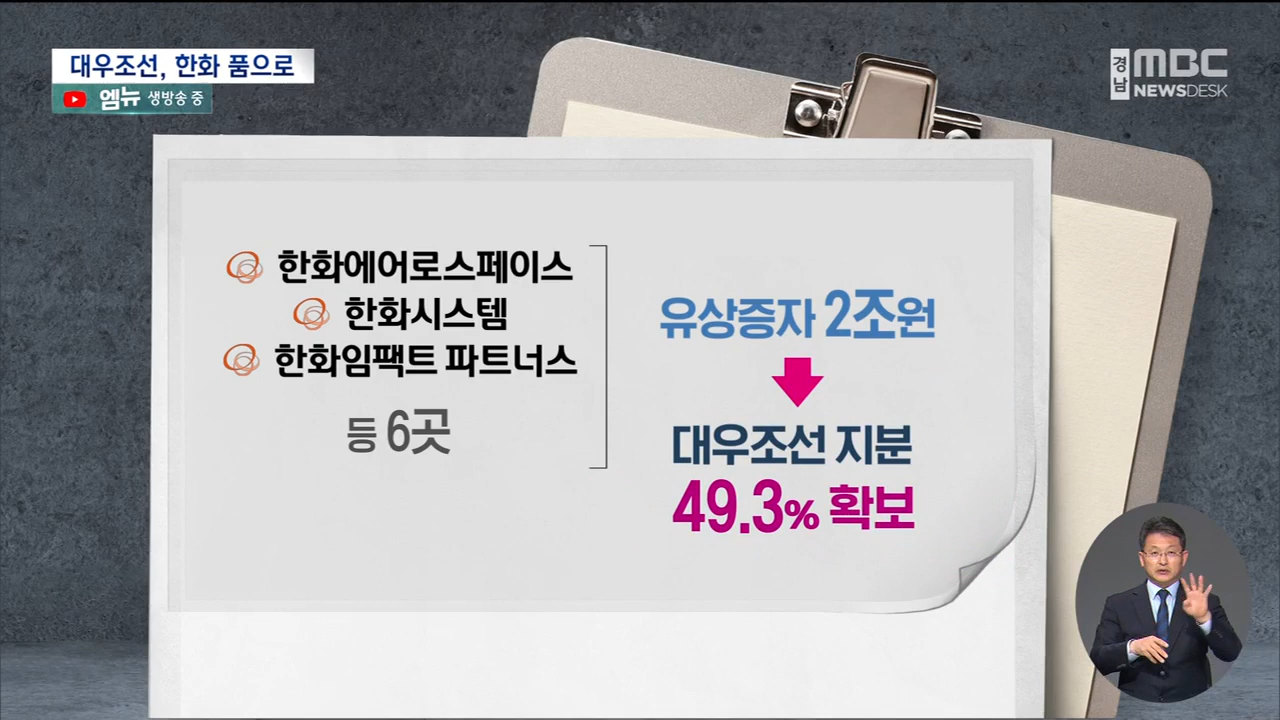 대우조선, 한화 품으로
엠뉴 생방송 중
경남 MBC
NEWSDESK
한화에어로스페이스
한화시스템
한화임팩트 파트너스
등 6곳
유상증자 2조원
대우조선 지분
49.3% 확보